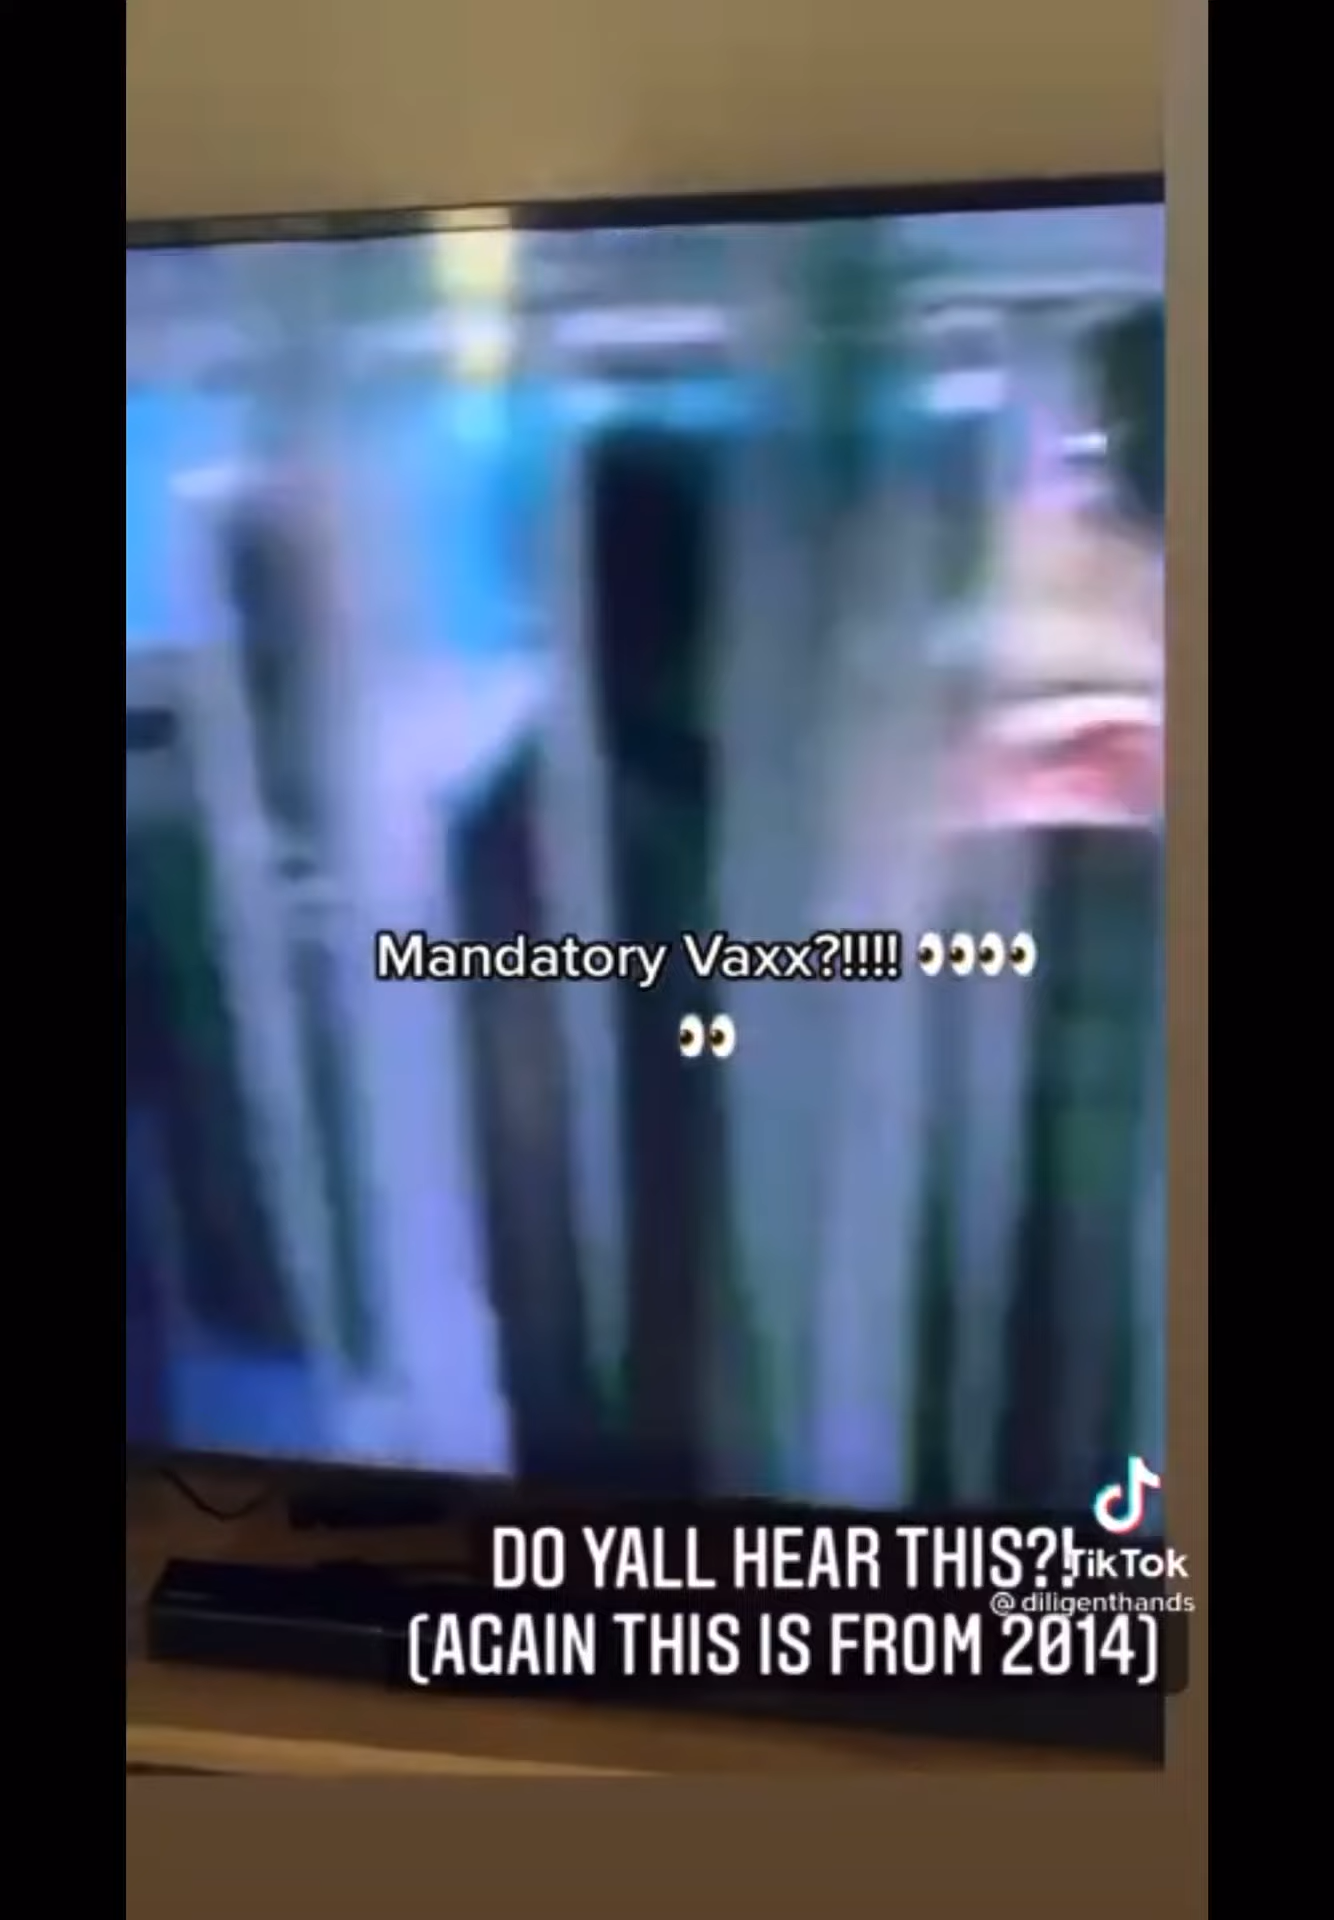 Mandatory Vaxx?!!!! 👀👀
👀
DO YALL HEAR THIS?!
TikTok
@diligenthands
(AGAIN THIS IS FROM 2014)